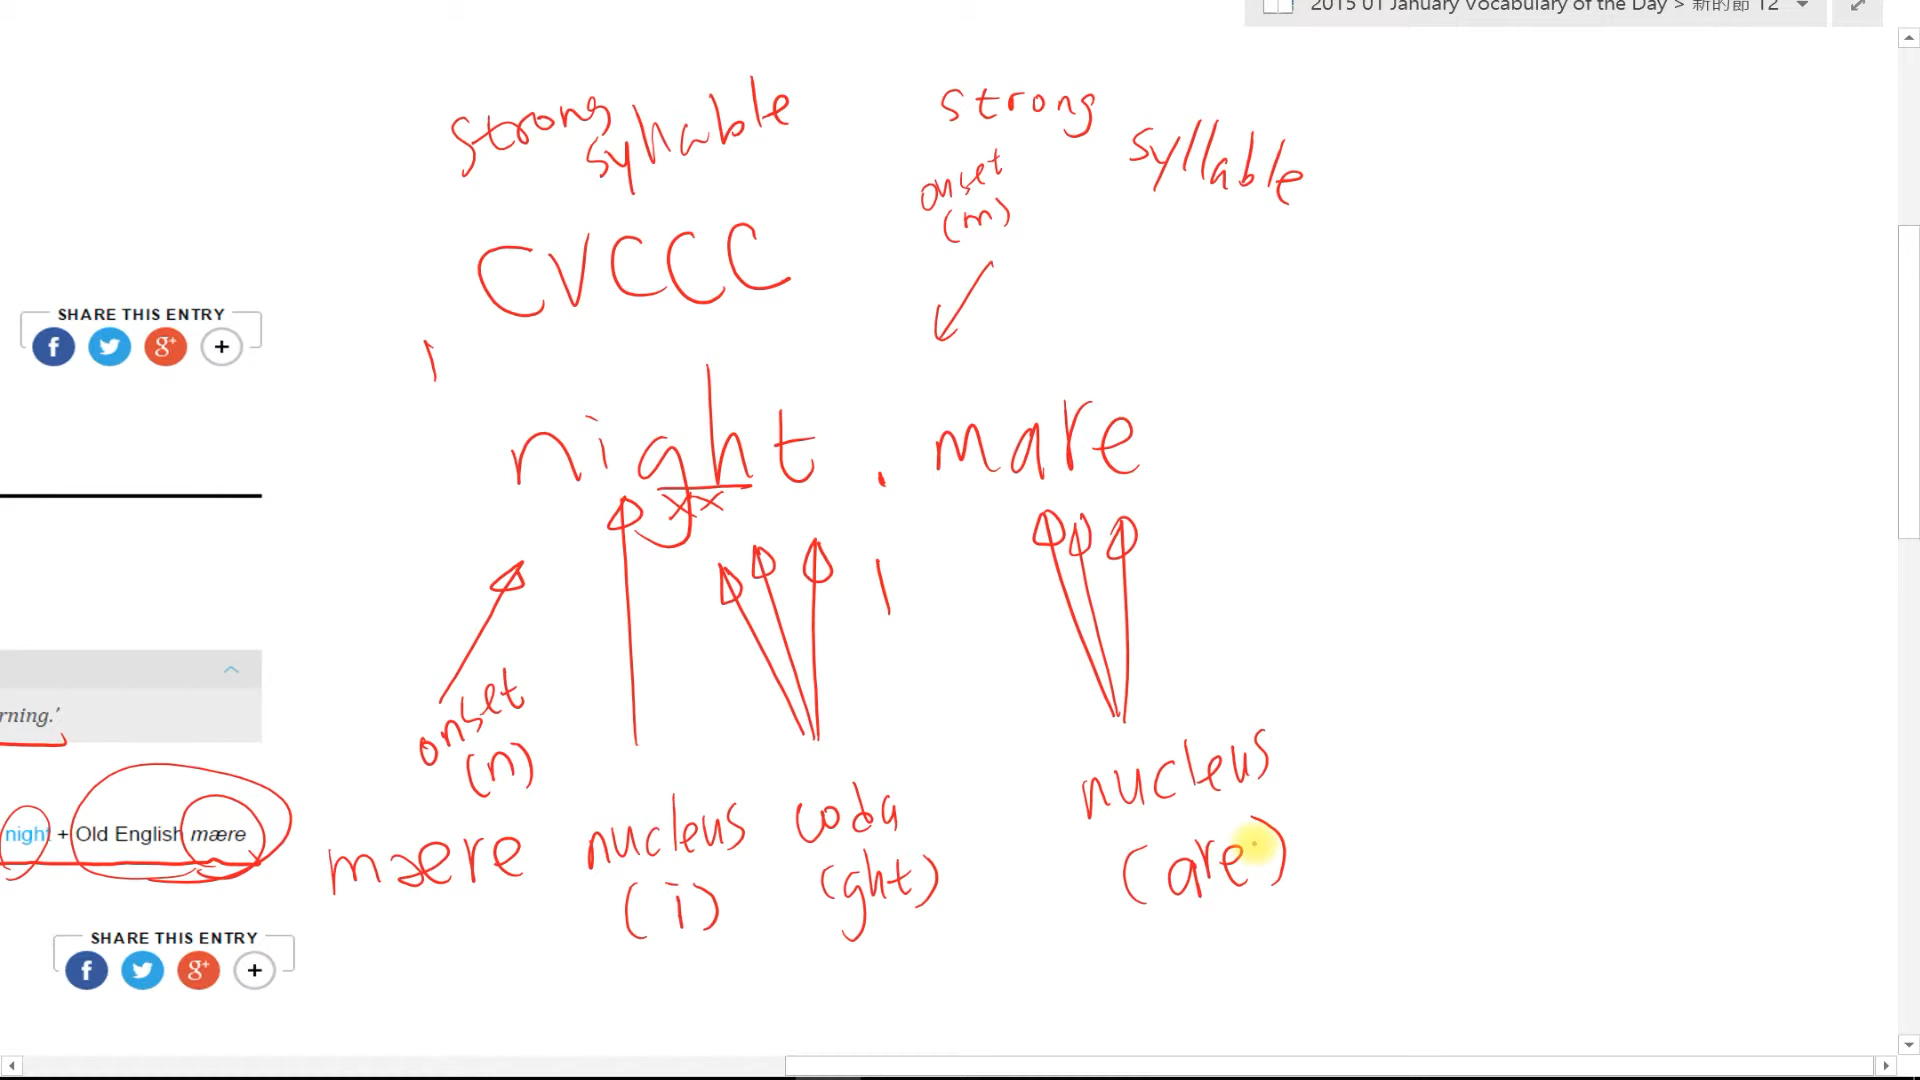 2015 01 January Vocabulary of the Day > 新的節 12
strong
syllable
strong
syllable
onset
(m)
CVCCC
SHARE THIS ENTRY
night . mare
xx
rning.'
onset
(n)
night + Old English mære
mære
nucleus
(i)
coda
(ght)
nucleus
(are)
SHARE THIS ENTRY